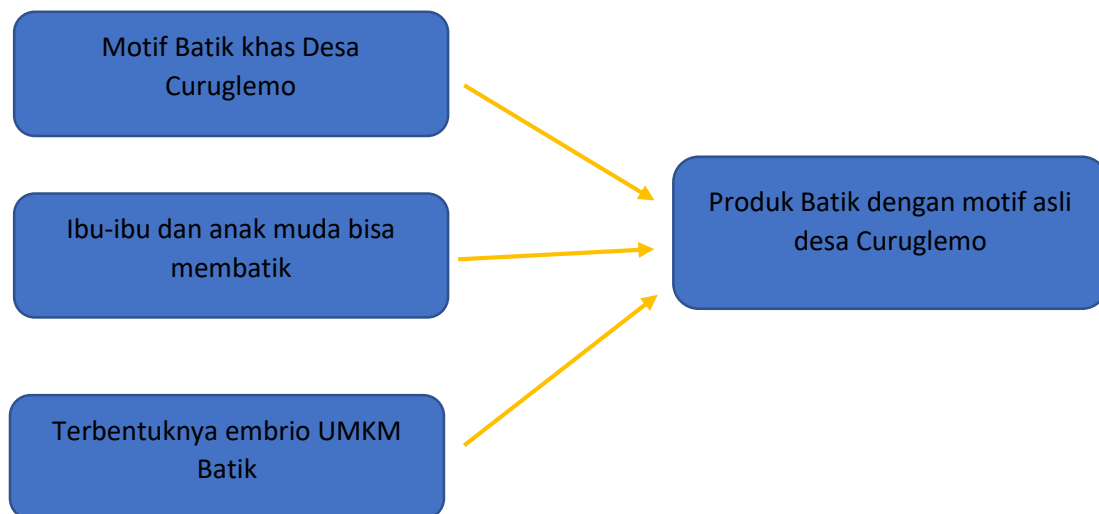 Motif Batik khas Desa
Curuglemo
Ibu-ibu dan anak muda bisa
membatik
Terbentuknya embrio UMKM
Batik
Produk Batik dengan motif asli
desa Curuglemo